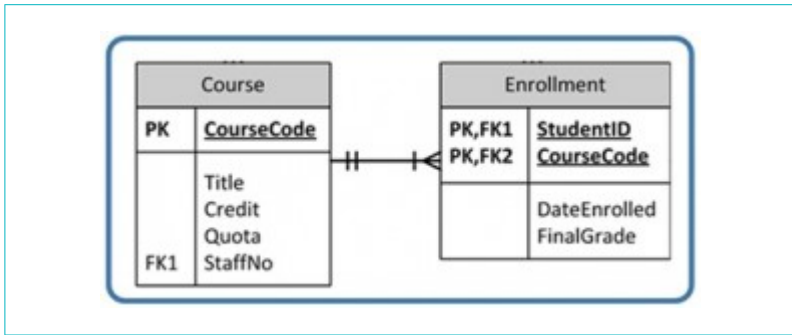 Course
PK CourseCode
Title
Credit
Quota
FK1 StaffNo
Enrollment
PK,FK1 StudentID
PK,FK2 CourseCode
DateEnrolled
FinalGrade